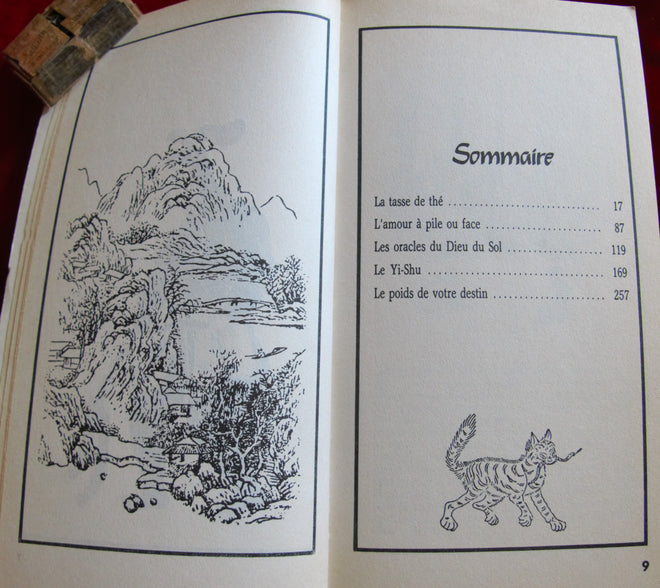 Sommaire
La tasse de thé ........................... 17
L'amour à pile ou face .................... 87
Les oracles du Dieu du Sol ................ 119
Le Yi-Shu ................................. 169
Le poids de votre destin .................. 257
9